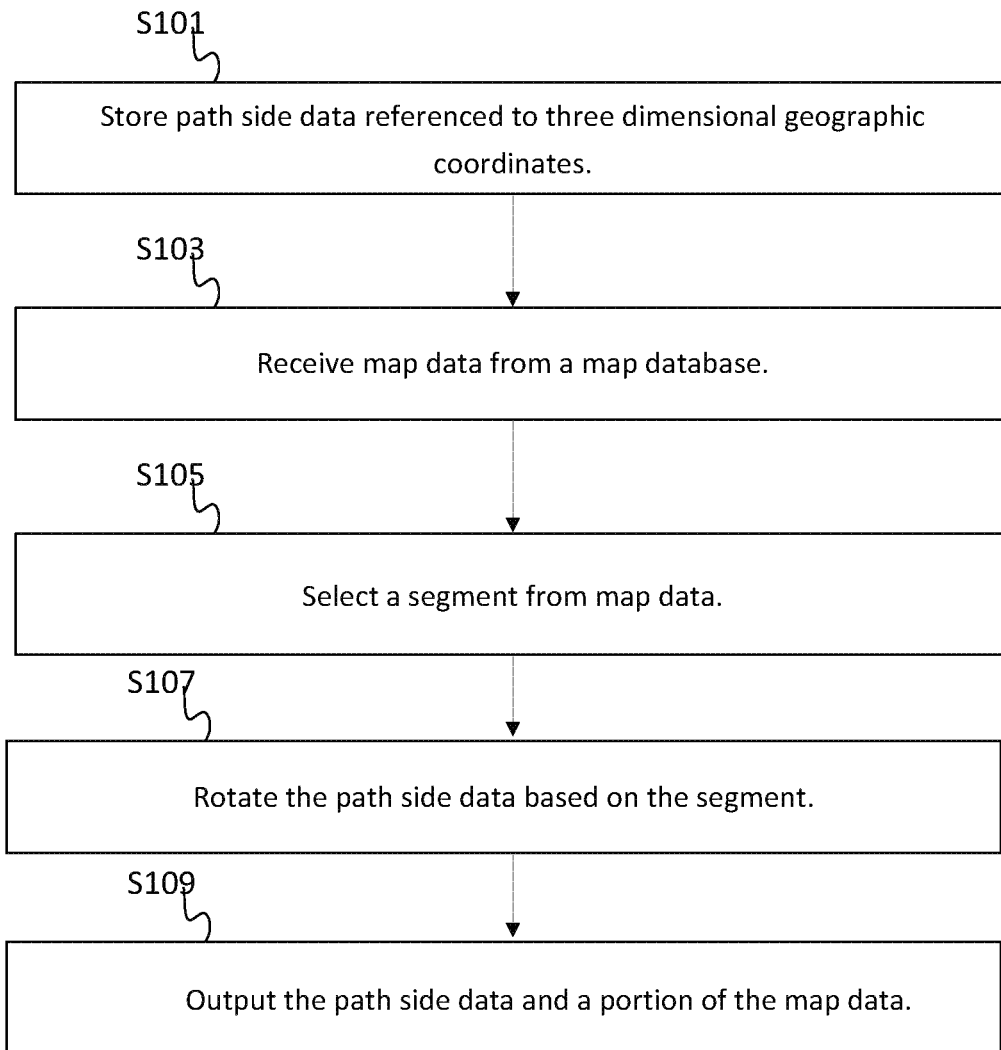 S101
Store path side data referenced to three dimensional geographic
coordinates.
S103
Receive map data from a map database.
S105
Select a segment from map data.
S107
Rotate the path side data based on the segment.
S109
Output the path side data and a portion of the map data.